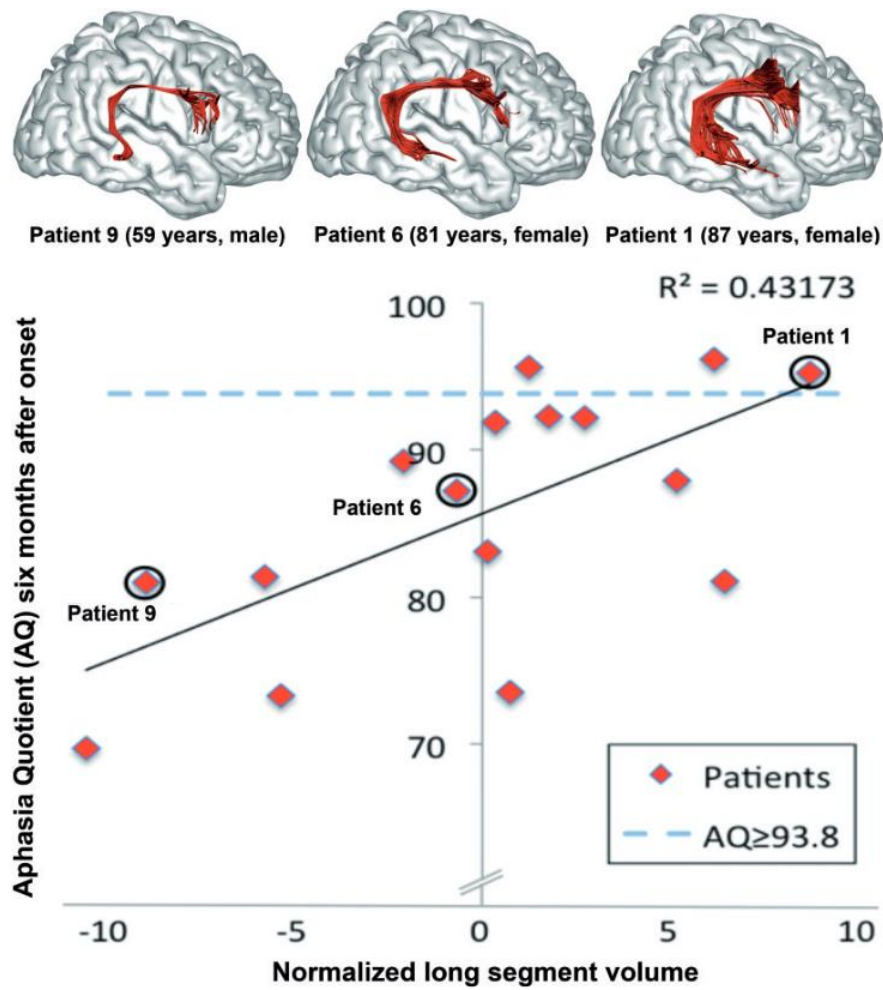 Patient 9 (59 years, male) Patient 6 (81 years, female) Patient 1 (87 years, female)
Aphasia Quotient (AQ) six months after onset
R² = 0.43173
100
Patient 1
90
Patient 6
80
Patient 9
70
Patients
AQ≥93.8
-10 -5 0 5 10
Normalized long segment volume